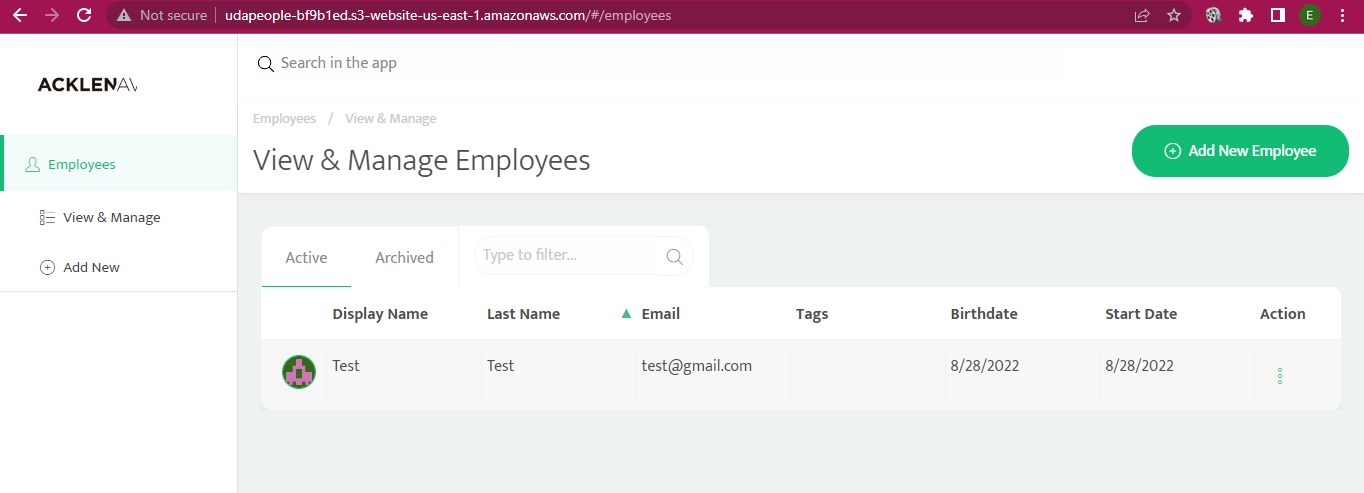 Not secure udapeople-bf9b1ed.s3-website-us-east-1.amazonaws.com/#/employees E
ACKLENAV
Search in the app
Employees / View & Manage
View & Manage Employees
Add New Employee
Employees
View & Manage
Add New
Active Archived Type to filter...
Display Name Last Name Email Tags Birthdate Start Date Action
Test Test test@gmail.com 8/28/2022 8/28/2022